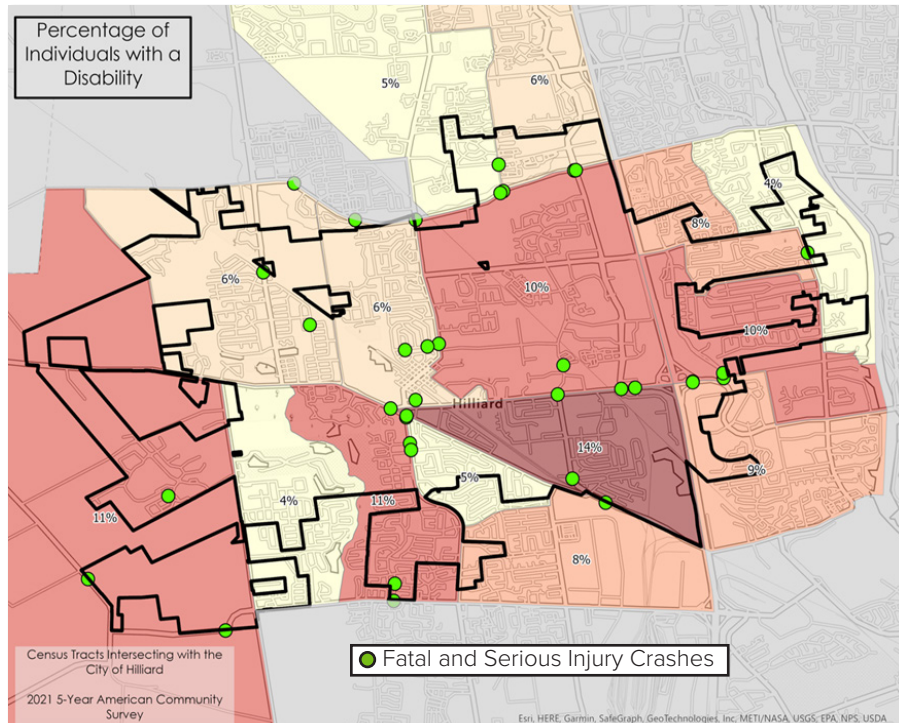 Percentage of
Individuals with a
Disability
5%
6%
4%
8%
6%
6%
10%
10%
Hilliard
14%
5%
9%
4%
11%
11%
8%
Fatal and Serious Injury Crashes
Census Tracts Intersecting with the
City of Hilliard
2021 5-Year American Community
Survey
Esri, HERE, Garmin, SafeGraph, GeoTechnologies, Inc, METI/NASA, USGS, EPA, NPS, USDA